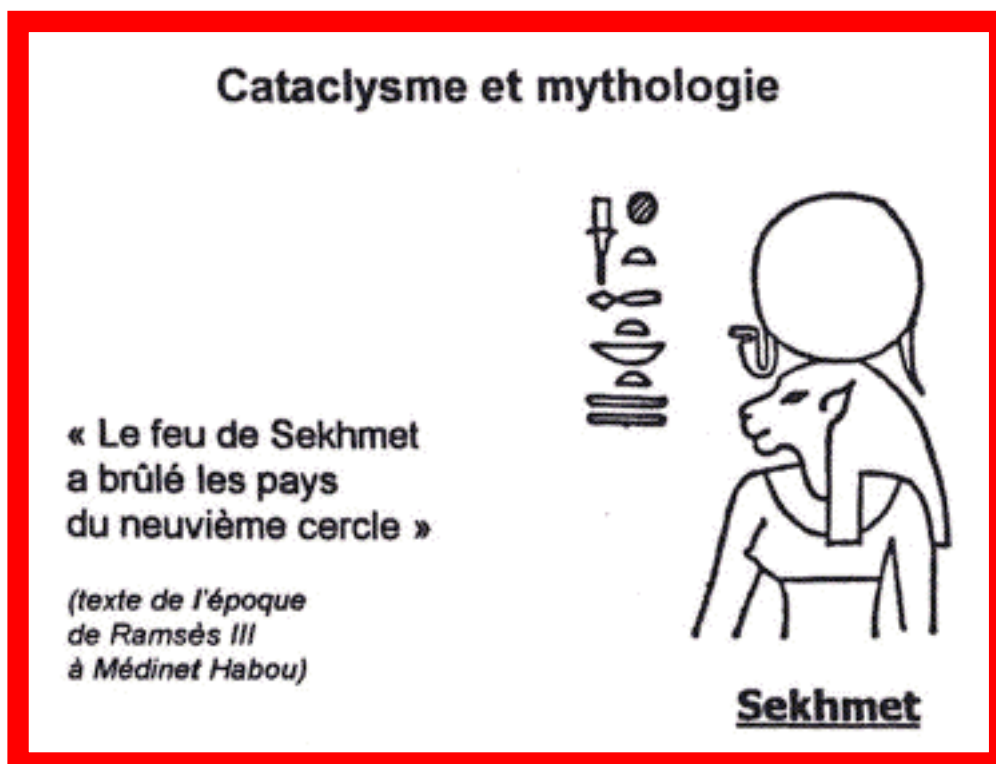 Cataclysme et mythologie
« Le feu de Sekhmet
a brûlé les pays
du neuvième cercle »
(texte de l'époque
de Ramsès III
à Médinet Habou)
Sekhmet